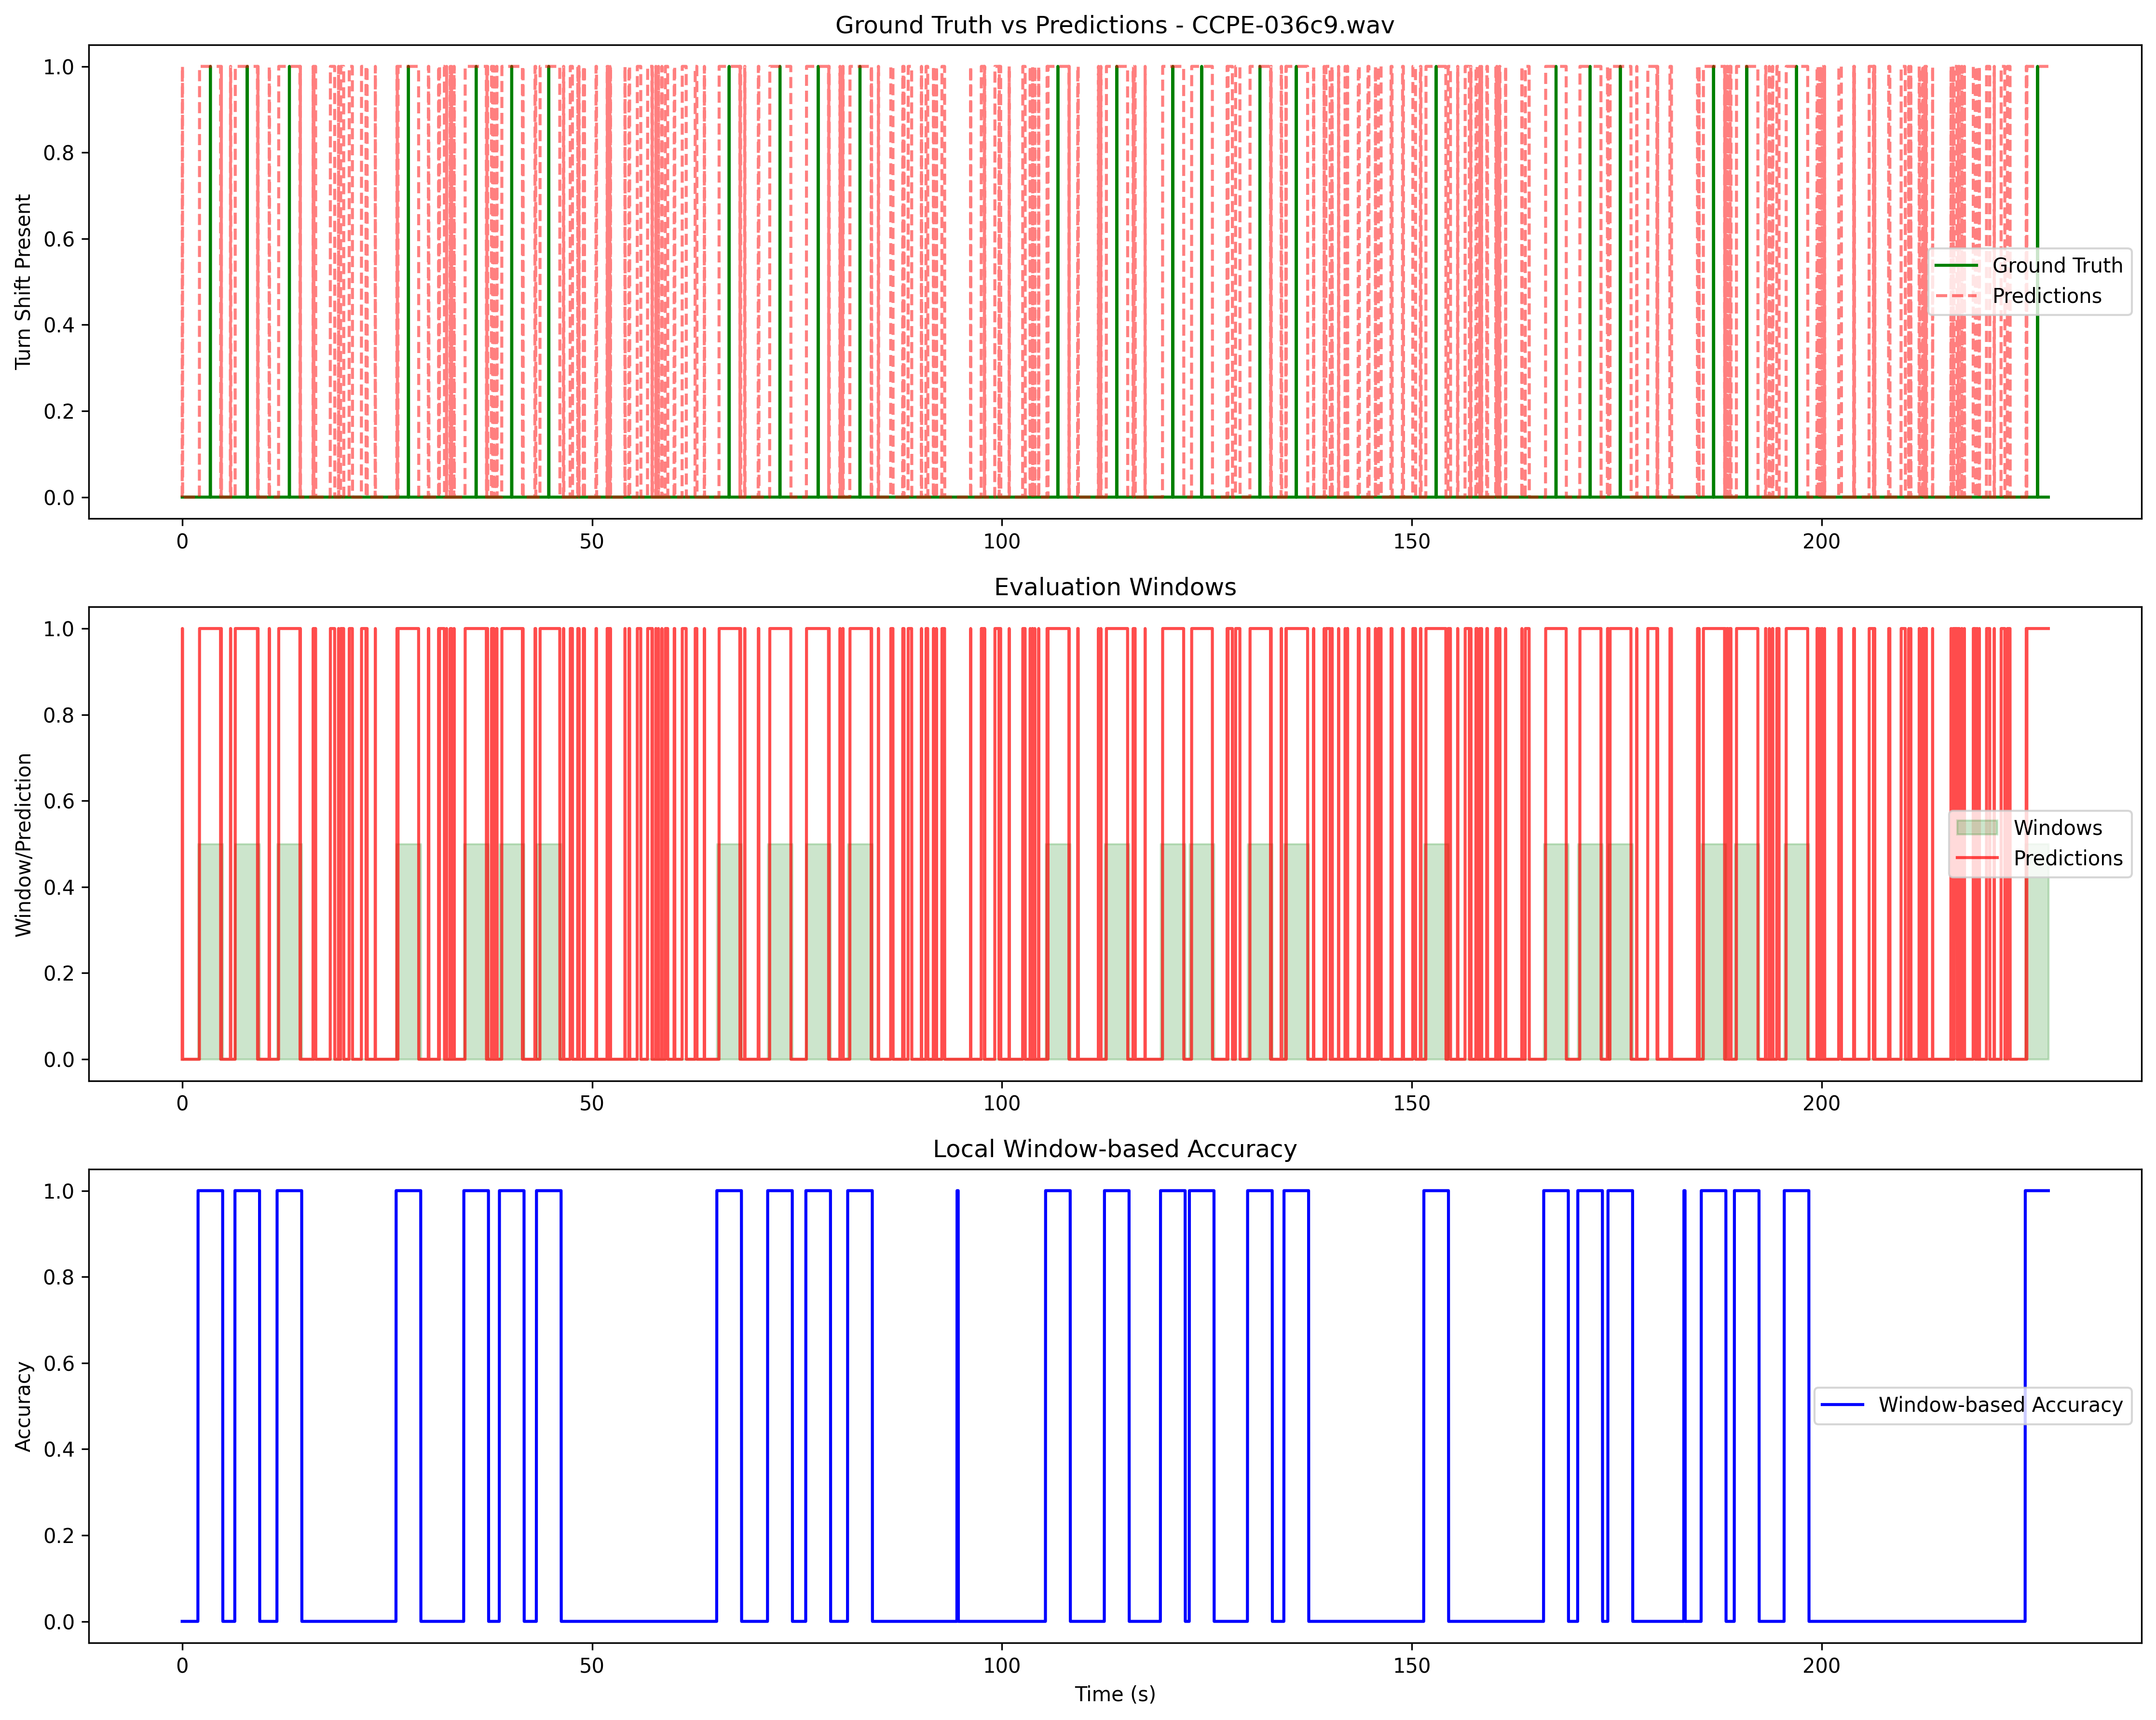 Ground Truth vs Predictions - CCPE-036c9.wav
1.0
0.8
0.6
0.4
0.2
0.0
Turn Shift Present
Ground Truth
Predictions
0 50 100 150 200
Evaluation Windows
1.0
0.8
0.6
0.4
0.2
0.0
Window/Prediction
Windows
Predictions
0 50 100 150 200
Local Window-based Accuracy
1.0
0.8
0.6
0.4
0.2
0.0
Accuracy
Window-based Accuracy
0 50 100 150 200
Time (s)